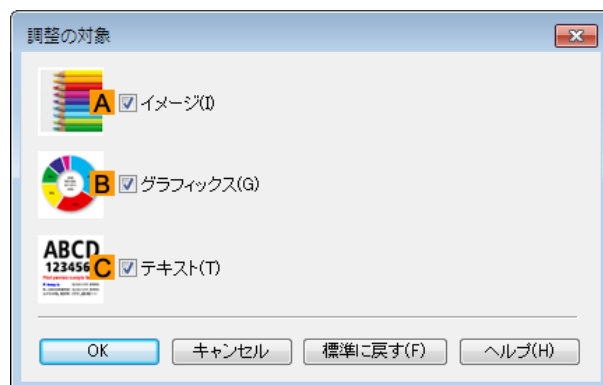 調整の対象
A イメージ(I)
B グラフィックス(G)
ABCD
123456
C テキスト(T)
OK キャンセル 標準に戻す(F) ヘルプ(H)